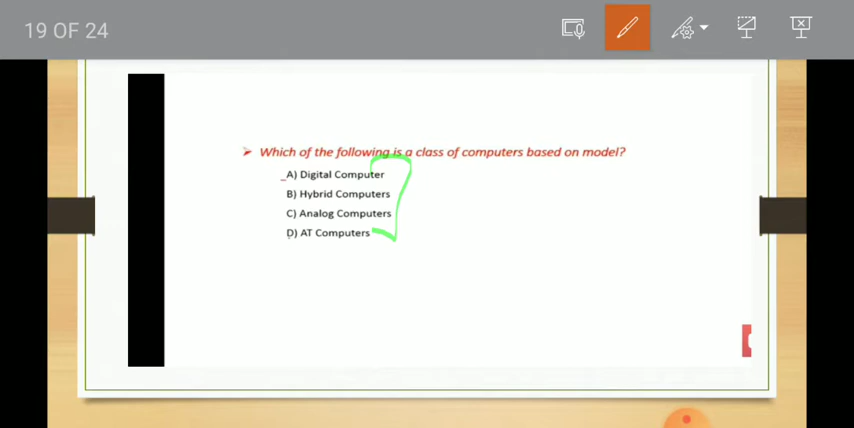 19 OF 24
Which of the following is a class of computers based on model?
A) Digital Computer
B) Hybrid Computers
C) Analog Computers
D) AT Computers